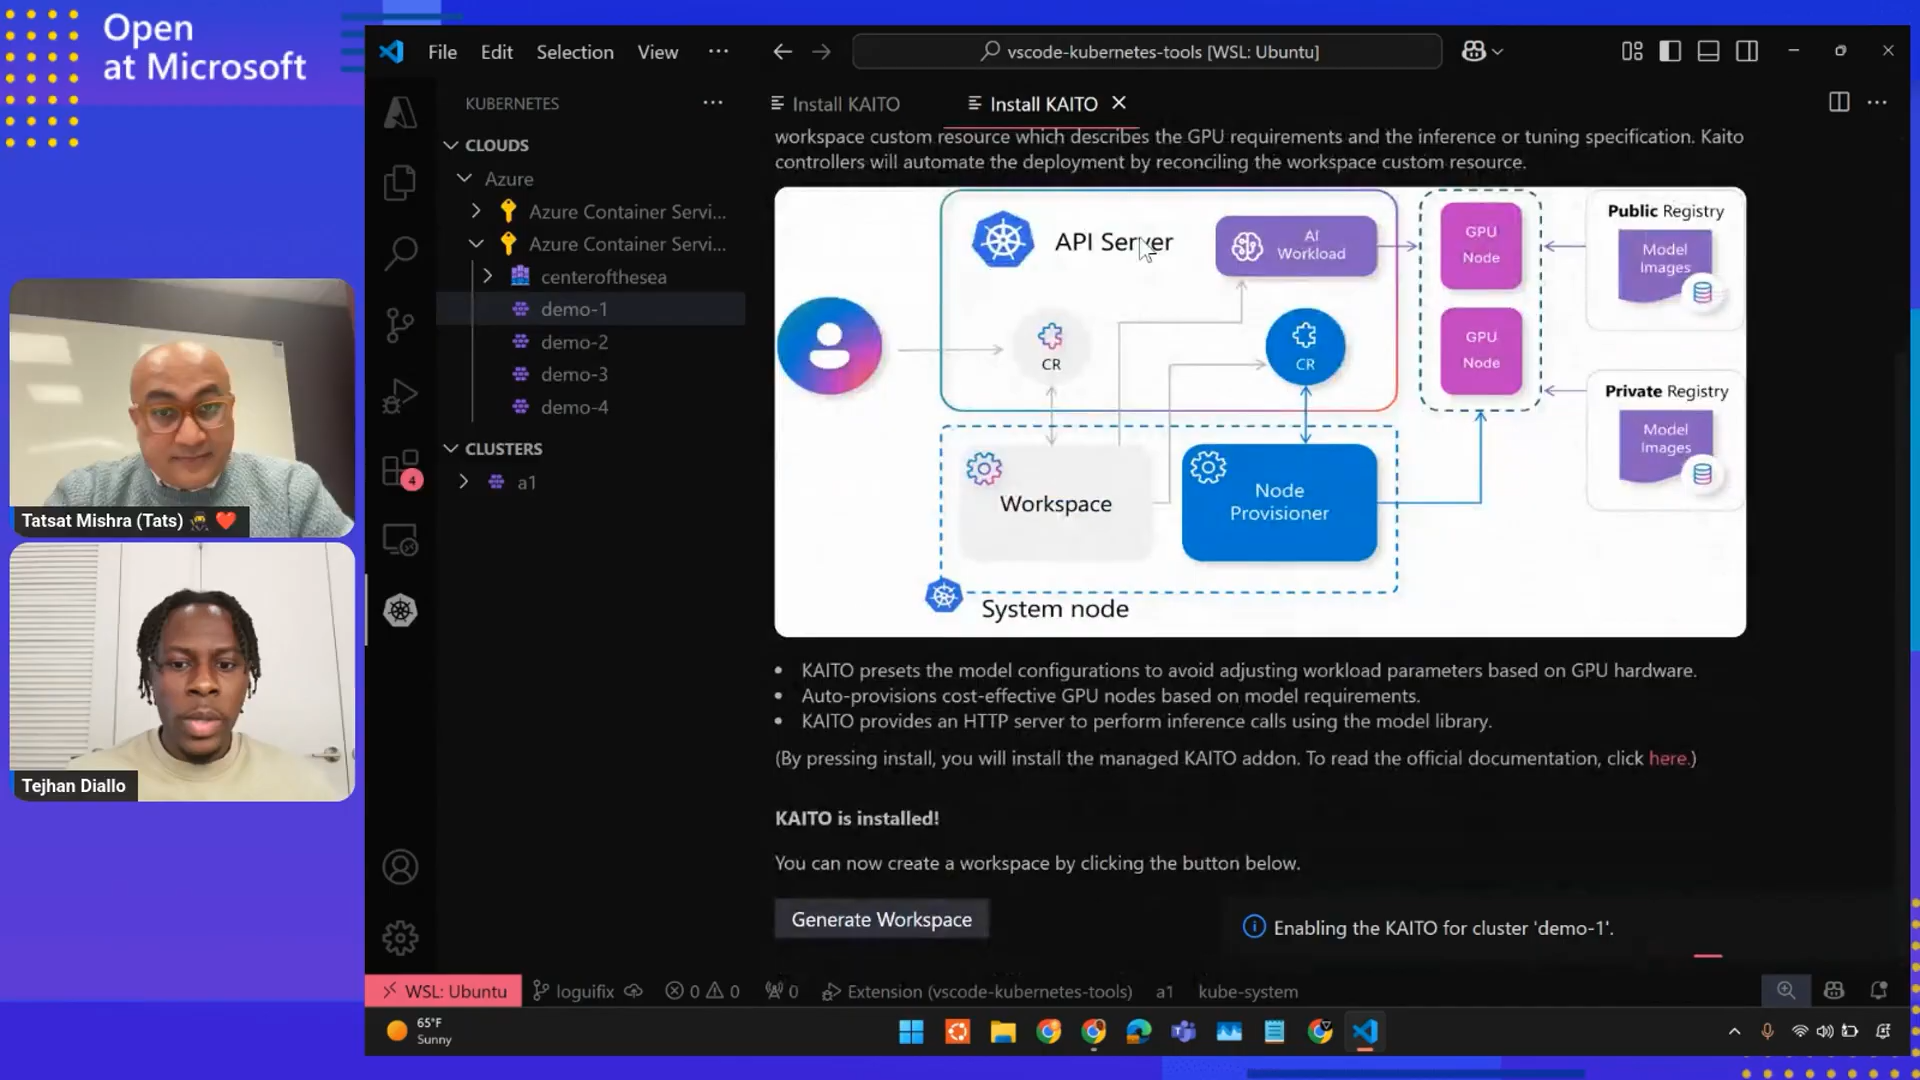 Open
at Microsoft
File Edit Selection View ...
vscode-kubernetes-tools [WSL: Ubuntu]
KUBERNETES
Install KAITO
Install KAITO
CLOUDS
Azure
Azure Container Servi...
Azure Container Servi...
centerofthesea
demo-1
demo-2
demo-3
demo-4
CLUSTERS
a1
4
workspace custom resource which describes the GPU requirements and the inference or tuning specification. Kaito
controllers will automate the deployment by reconciling the workspace custom resource.
API Server
AI
Workload
CR
CR
GPU
Node
GPU
Node
Public Registry
Model
Images
Private Registry
Model
Images
Workspace
Node
Provisioner
System node
• KAITO presets the model configurations to avoid adjusting workload parameters based on GPU hardware.
• Auto-provisions cost-effective GPU nodes based on model requirements.
• KAITO provides an HTTP server to perform inference calls using the model library.
(By pressing install, you will install the managed KAITO addon. To read the official documentation, click here.)
KAITO is installed!
You can now create a workspace by clicking the button below.
Generate Workspace
Enabling the KAITO for cluster 'demo-1'.
Tatsat Mishra (Tats) 🥷 ❤️
Tejhan Diallo
WSL: Ubuntu
loguifix
0 0
0
Extension (vscode-kubernetes-tools)
a1
kube-system
65°F
Sunny